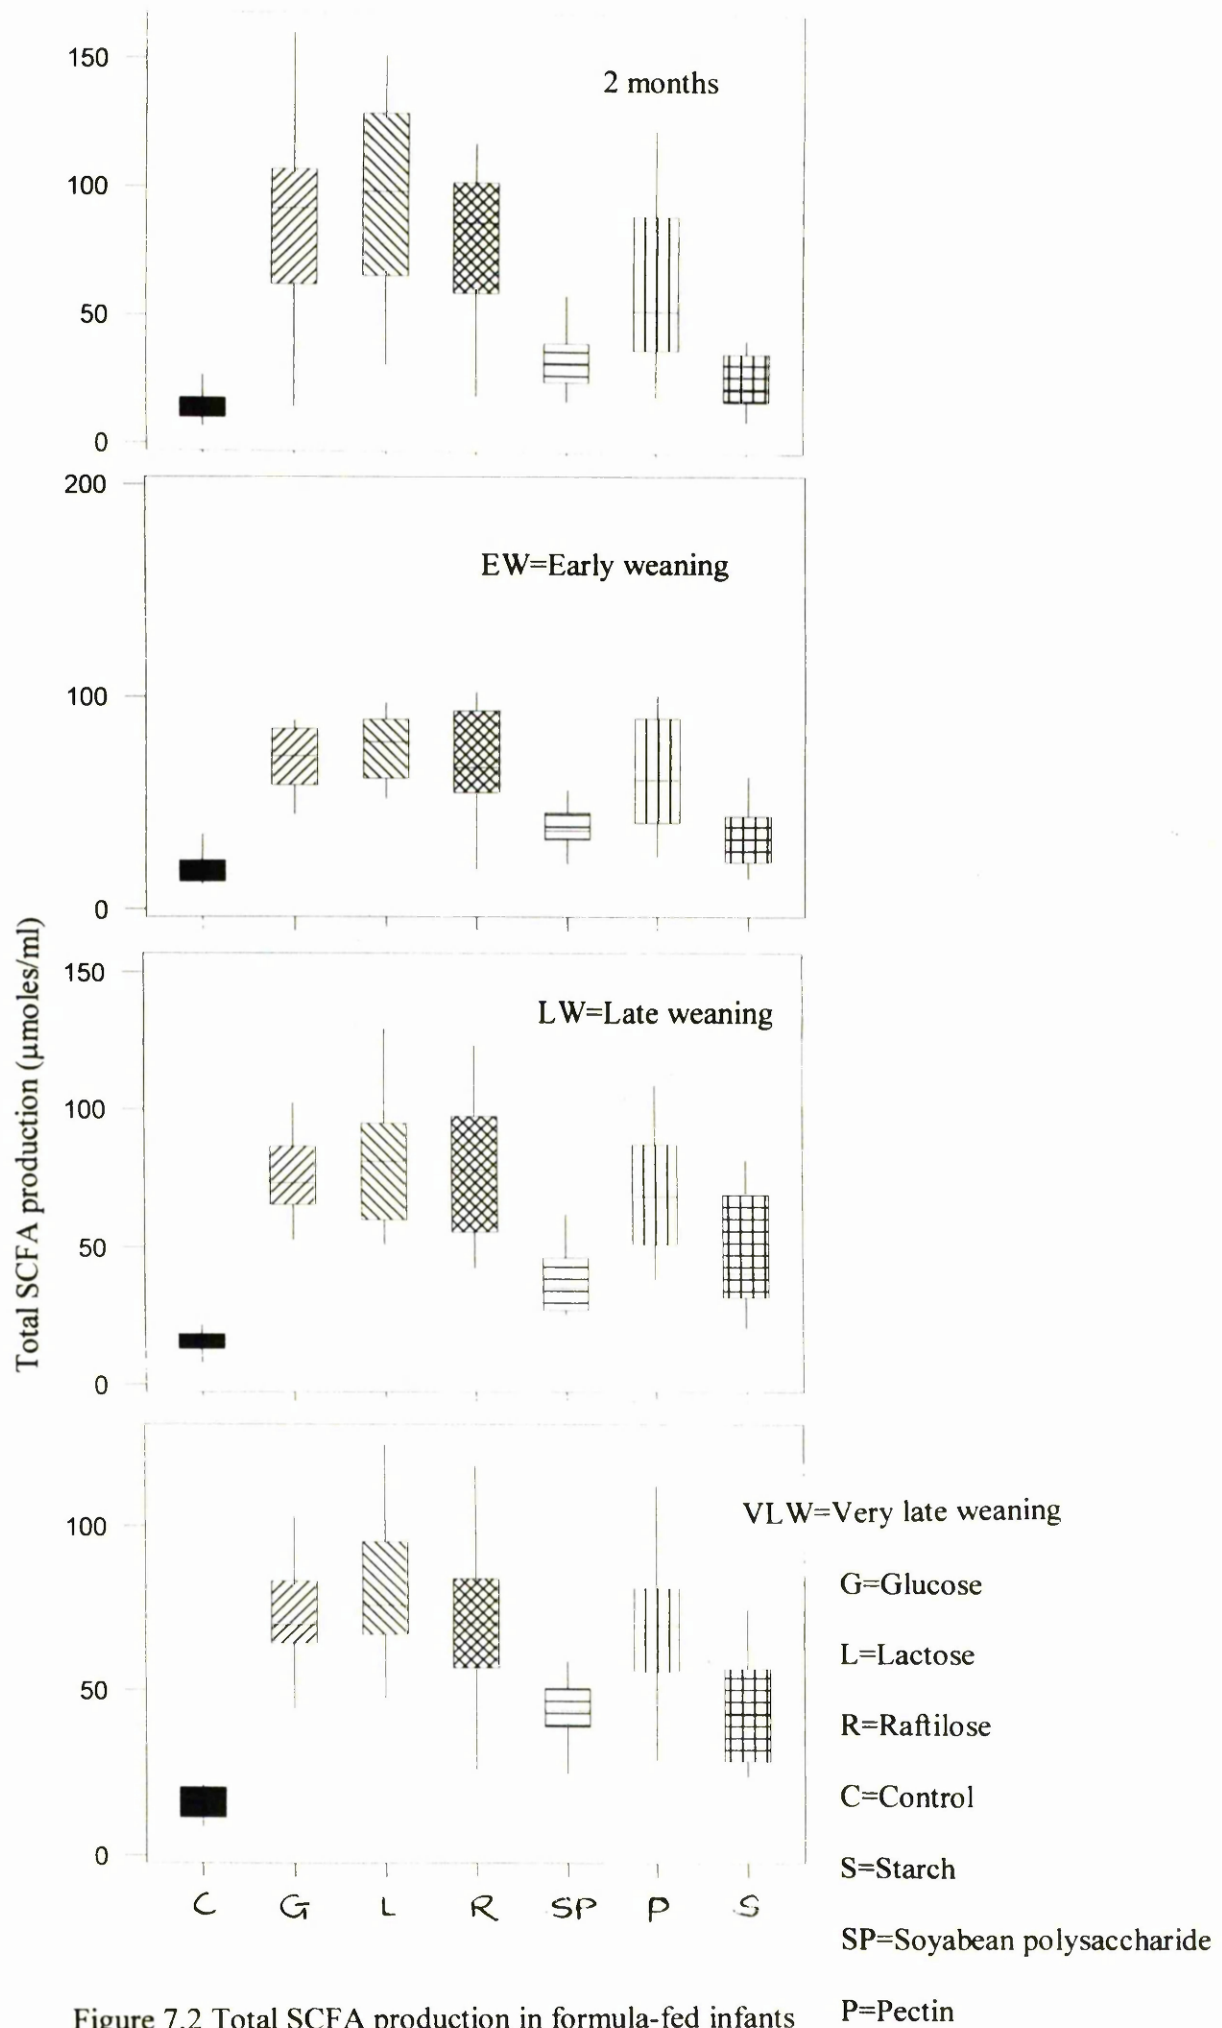 150
2 months
100
50
0
200
EW=Early weaning
100
0
150
LW=Late weaning
100
50
0
Total SCFA production (µmoles/ml)
VLW=Very late weaning
100
50
0
G=Glucose
L=Lactose
R=Raftilose
C=Control
S=Starch
SP=Soyabean polysaccharide
P=Pectin
C G L R SP P S
Figure 7.2 Total SCFA production in formula-fed infants